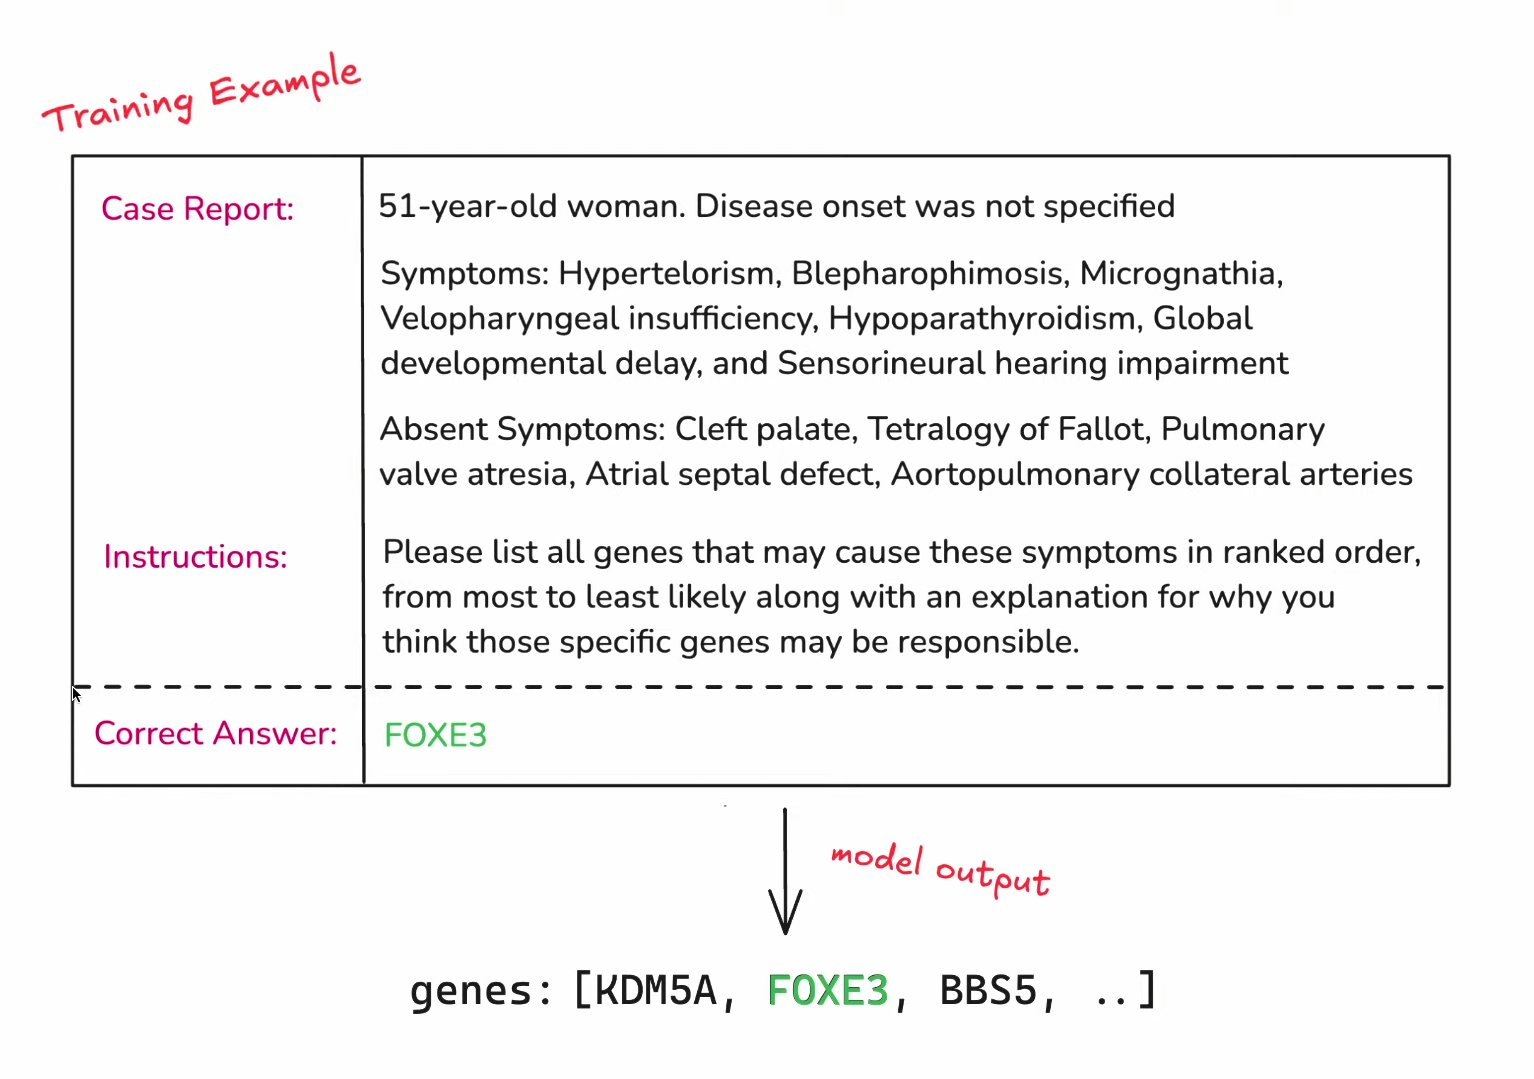 Training Example
Case Report:
51-year-old woman. Disease onset was not specified
Symptoms: Hypertelorism, Blepharophimosis, Micrognathia,
Velopharyngeal insufficiency, Hypoparathyroidism, Global
developmental delay, and Sensorineural hearing impairment
Absent Symptoms: Cleft palate, Tetralogy of Fallot, Pulmonary
valve atresia, Atrial septal defect, Aortopulmonary collateral arteries
Instructions:
Please list all genes that may cause these symptoms in ranked order,
from most to least likely along with an explanation for why you
think those specific genes may be responsible.
Correct Answer:
FOXE3
model output
genes: [KDM5A, FOXE3, BBS5, ..]